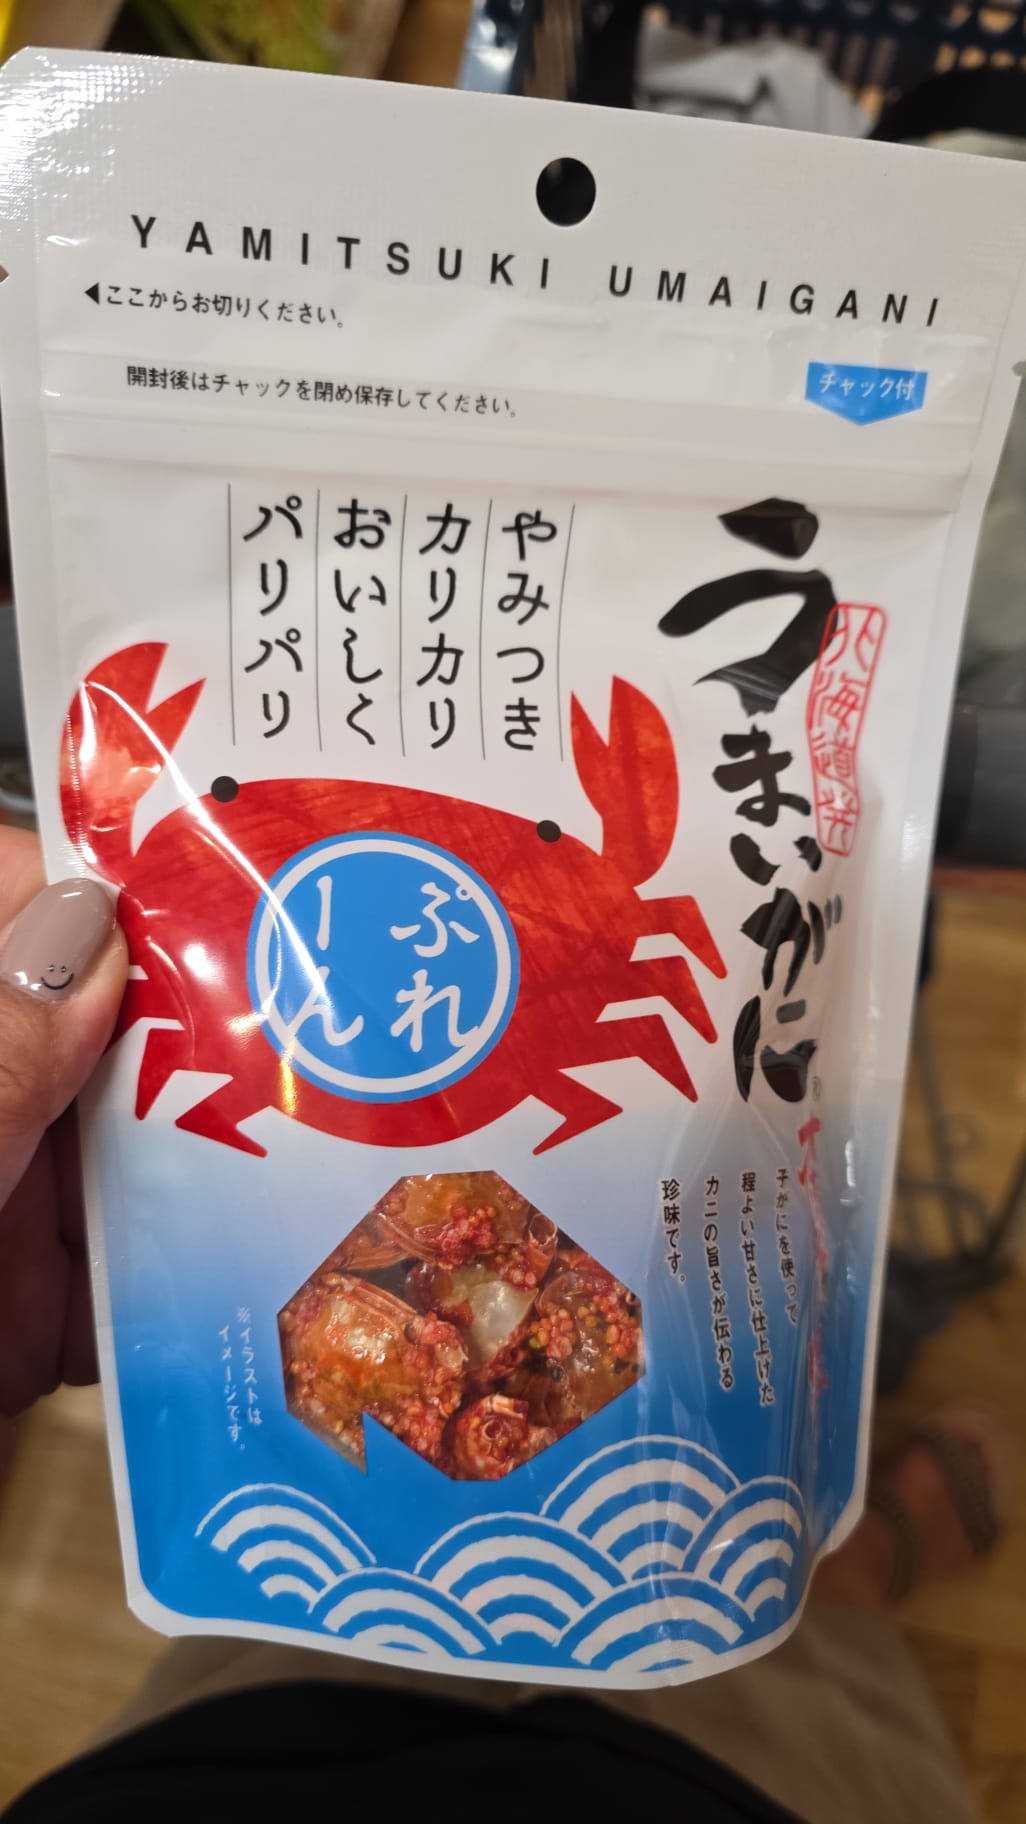 YAMITSUKI UMAIGANI
◀ここからお切りください。
開封後はチャックを閉め保存してください。
チャック付
うまいがに®
北海道発
やみつき
カリカリ
おいしく
パリパリ
ぷれ
ーん
子がにを使って
程よい甘さに仕上げた
カニの旨さが伝わる
珍味です。
※イラストは
イメージです。